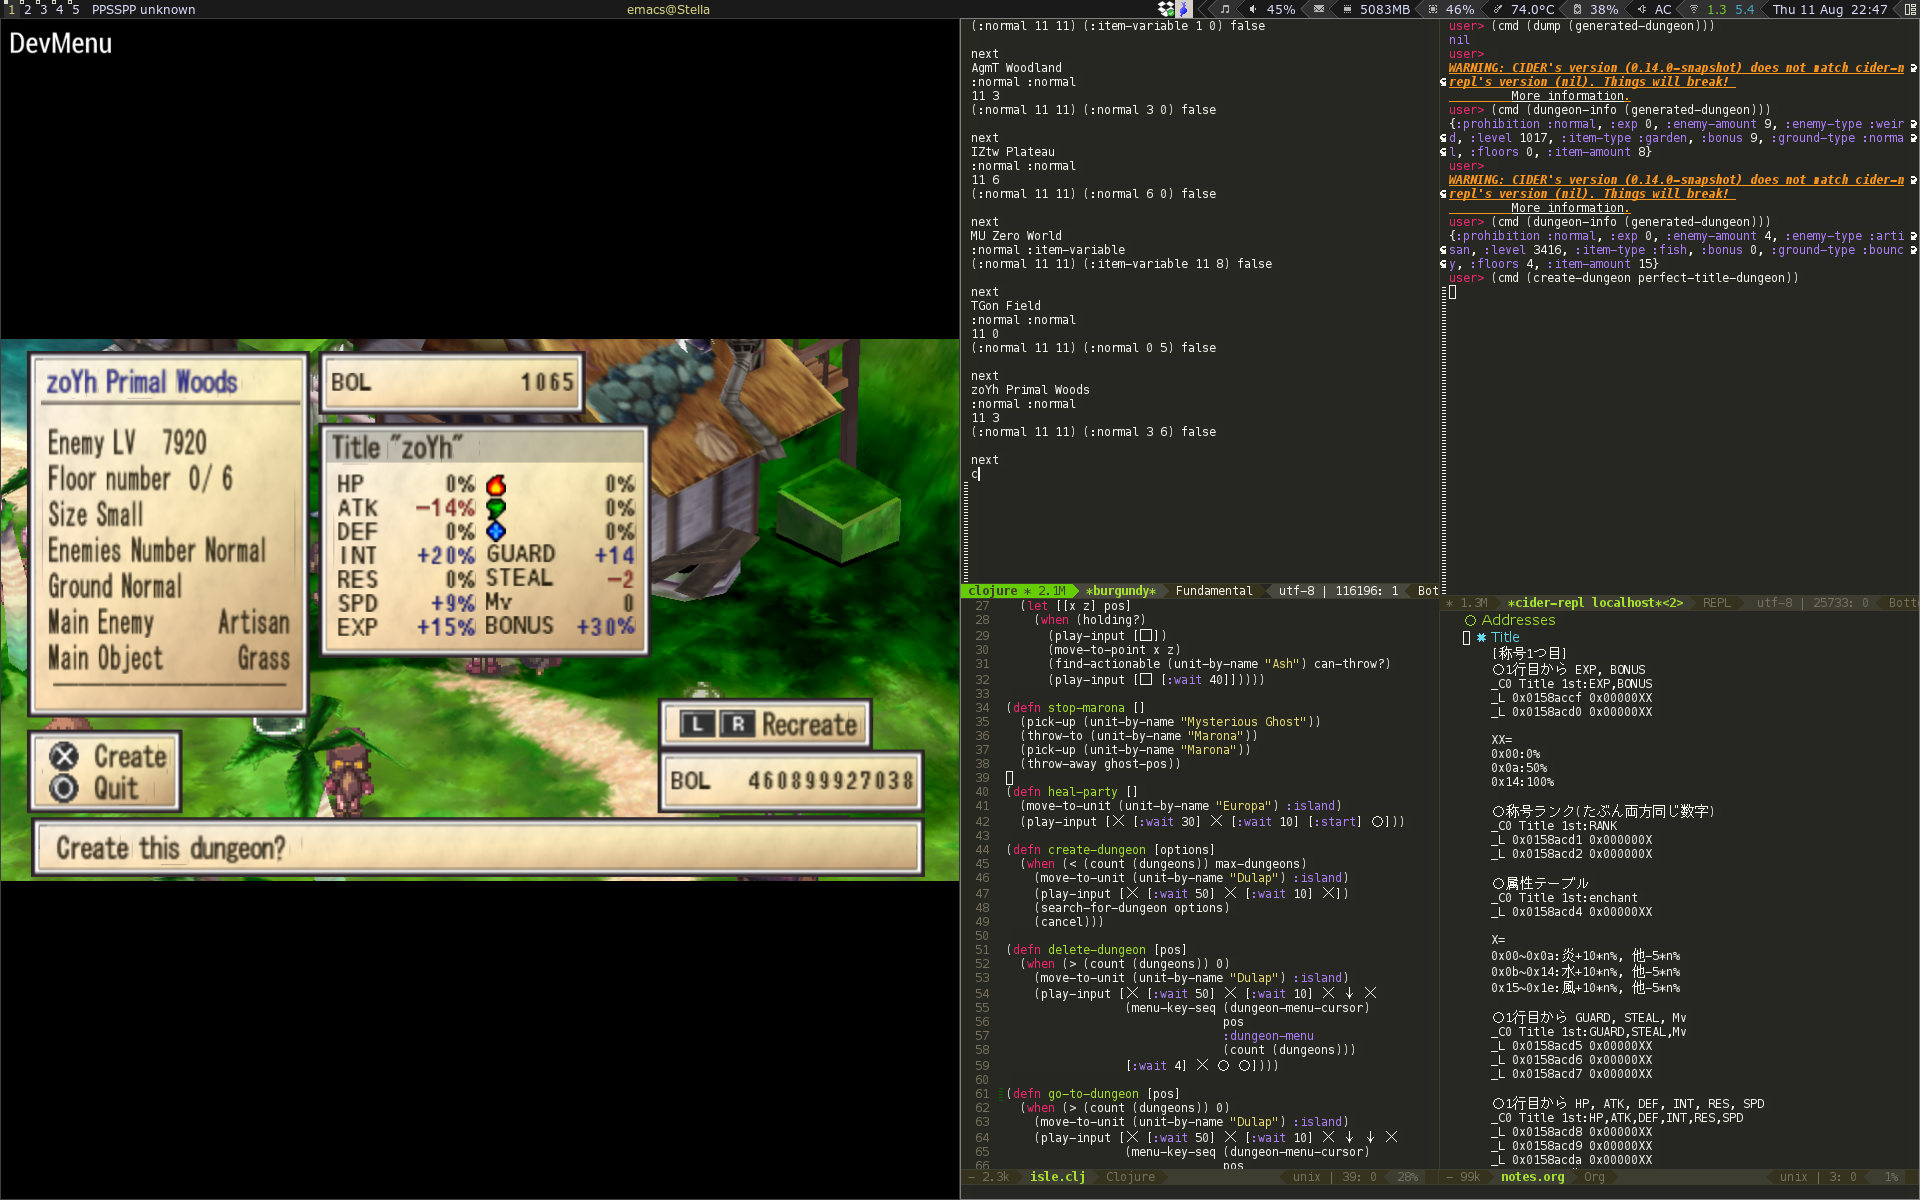 1 2 3 4 5 PPSSPP unknown
emacs@Stella
45% 5083MB 46% 74.0°C 38% AC 1.3 5.4 Thu 11 Aug 22:47
DevMenu
zoYh Primal Woods
Enemy LV 7920
Floor number 0/ 6
Size Small
Enemies Number Normal
Ground Normal
Main Enemy Artisan
Main Object Grass
BOL 1065
Title "zoYh"
HP 0% 0%
ATK -14% 0%
DEF 0% 0%
INT +20% GUARD +14
RES 0% STEAL -2
SPD +9% Mv 0
EXP +15% BONUS +30%
L R Recreate
BOL 460899927038
Create
Quit
Create this dungeon?
(:normal 11 11) (:item-variable 1 0) false
next
AgmT Woodland
:normal :normal
11 3
(:normal 11 11) (:normal 3 0) false
next
IZtw Plateau
:normal :normal
11 6
(:normal 11 11) (:normal 6 0) false
next
MU Zero World
:normal :item-variable
(:normal 11 11) (:item-variable 11 8) false
next
TGon Field
:normal :normal
11 0
(:normal 11 11) (:normal 0 5) false
next
zoYh Primal Woods
:normal :normal
11 3
(:normal 11 11) (:normal 3 6) false
next
c
clojure * 2.1M *burgundy* Fundamental utf-8 | 116196: 1 Bot
27 (let [[x z] pos]
28 (when (holding?)
29 (play-input [□])
30 (move-to-point x z)
31 (find-actionable (unit-by-name "Ash") can-throw?)
32 (play-input [□ [:wait 40]]))))
33
34 (defn stop-marona []
35 (pick-up (unit-by-name "Mysterious Ghost"))
36 (throw-to (unit-by-name "Marona"))
37 (pick-up (unit-by-name "Marona"))
38 (throw-away ghost-pos))
39
40 (defn heal-party []
41 (move-to-unit (unit-by-name "Europa") :island)
42 (play-input [╳ [:wait 30] ╳ [:wait 10] [:start] ○]))
43
44 (defn create-dungeon [options]
45 (when (< (count (dungeons)) max-dungeons)
46 (move-to-unit (unit-by-name "Dulap") :island)
47 (play-input [╳ [:wait 50] ╳ [:wait 10] ╳])
48 (search-for-dungeon options)
49 (cancel)))
50
51 (defn delete-dungeon [pos]
52 (when (> (count (dungeons)) 0)
53 (move-to-unit (unit-by-name "Dulap") :island)
54 (play-input [╳ [:wait 50] ╳ [:wait 10] ╳ ↓ ╳
55 (menu-key-seq (dungeon-menu-cursor)
56 pos
57 :dungeon-menu
58 (count (dungeons)))
59 [:wait 4] ╳ ○ ○])))
60
61 (defn go-to-dungeon [pos]
62 (when (> (count (dungeons)) 0)
63 (move-to-unit (unit-by-name "Dulap") :island)
64 (play-input [╳ [:wait 50] ╳ [:wait 10] ╳ ↓ ↓ ╳
65 (menu-key-seq (dungeon-menu-cursor)
66 pos
- 2.3k isle.clj Clojure unix | 39: 0 28%
user> (cmd (dump (generated-dungeon)))
nil
user>
WARNING: CIDER's version (0.14.0-snapshot) does not match cider-n
repl's version (nil). Things will break!
More information.
user> (cmd (dungeon-info (generated-dungeon)))
{:prohibition :normal, :exp 0, :enemy-amount 9, :enemy-type :weir
d, :level 1017, :item-type :garden, :bonus 9, :ground-type :norma
l, :floors 0, :item-amount 8}
user>
WARNING: CIDER's version (0.14.0-snapshot) does not match cider-n
repl's version (nil). Things will break!
More information.
user> (cmd (dungeon-info (generated-dungeon)))
{:prohibition :normal, :exp 0, :enemy-amount 4, :enemy-type :arti
san, :level 3416, :item-type :fish, :bonus 0, :ground-type :bounc
y, :floors 4, :item-amount 15}
user> (cmd (create-dungeon perfect-title-dungeon))
* 1.3M *cider-repl localhost*<2> REPL utf-8 | 25733: 0 Bott
○ Addresses
✱ Title
[称号1つ目]
○1行目から EXP, BONUS
_C0 Title 1st:EXP,BONUS
_L 0x0158accf 0x00000XX
_L 0x0158acd0 0x00000XX
XX=
0x00:0%
0x0a:50%
0x14:100%
○称号ランク(たぶん両方同じ数字)
_C0 Title 1st:RANK
_L 0x0158acd1 0x000000X
_L 0x0158acd2 0x000000X
○属性テーブル
_C0 Title 1st:enchant
_L 0x0158acd4 0x00000XX
X=
0x00~0x0a:炎+10*n%, 他-5*n%
0x0b~0x14:水+10*n%, 他-5*n%
0x15~0x1e:風+10*n%, 他-5*n%
○1行目から GUARD, STEAL, Mv
_C0 Title 1st:GUARD,STEAL,Mv
_L 0x0158acd5 0x00000XX
_L 0x0158acd6 0x00000XX
_L 0x0158acd7 0x00000XX
○1行目から HP, ATK, DEF, INT, RES, SPD
_C0 Title 1st:HP,ATK,DEF,INT,RES,SPD
_L 0x0158acd8 0x00000XX
_L 0x0158acd9 0x00000XX
_L 0x0158acda 0x00000XX
- 99k notes.org Org unix | 3: 0 1%